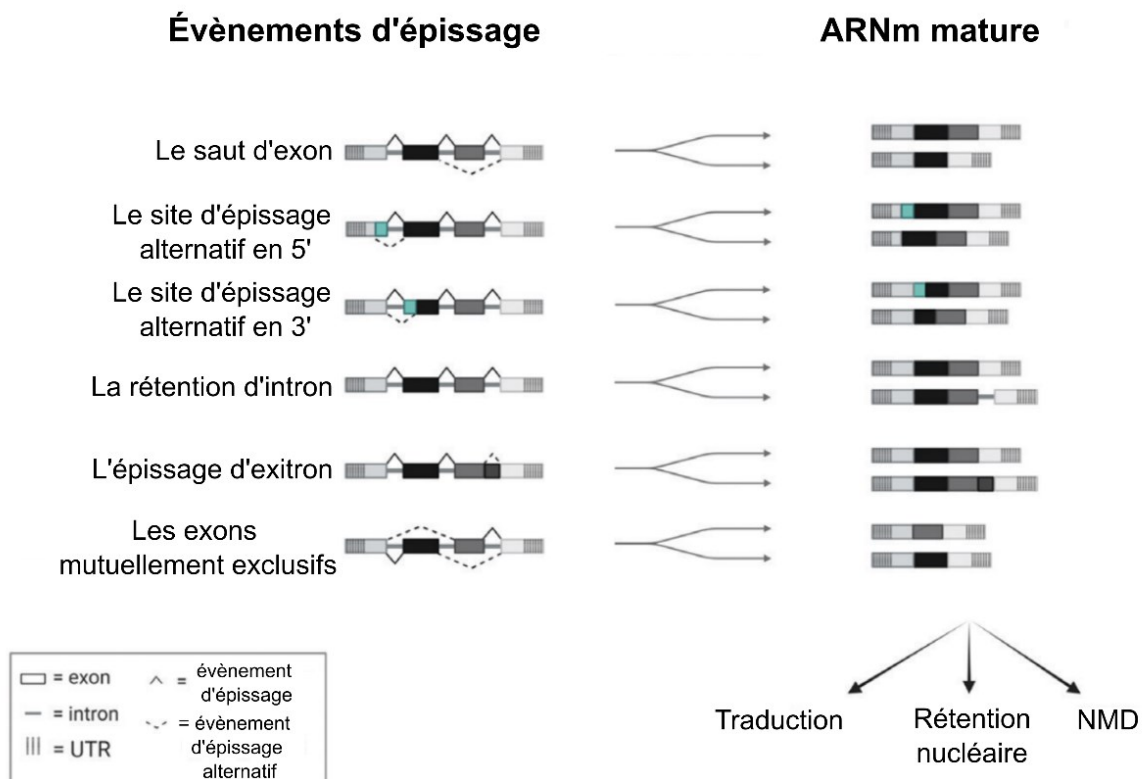 Évènements d'épissage
ARNm mature
Le saut d'exon
Le site d'épissage
alternatif en 5'
Le site d'épissage
alternatif en 3'
La rétention d'intron
L'épissage d'exitron
Les exons
mutuellement exclusifs
= exon
= intron
= UTR
= évènement
d'épissage
= évènement
d'épissage
alternatif
Traduction
Rétention
nucléaire
NMD